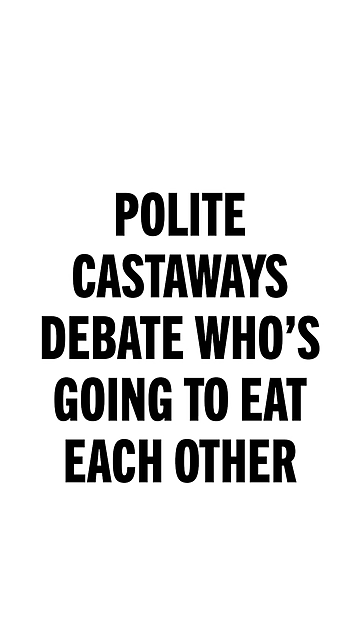 POLITE
CASTAWAYS
DEBATE WHO’S
GOING TO EAT
EACH OTHER